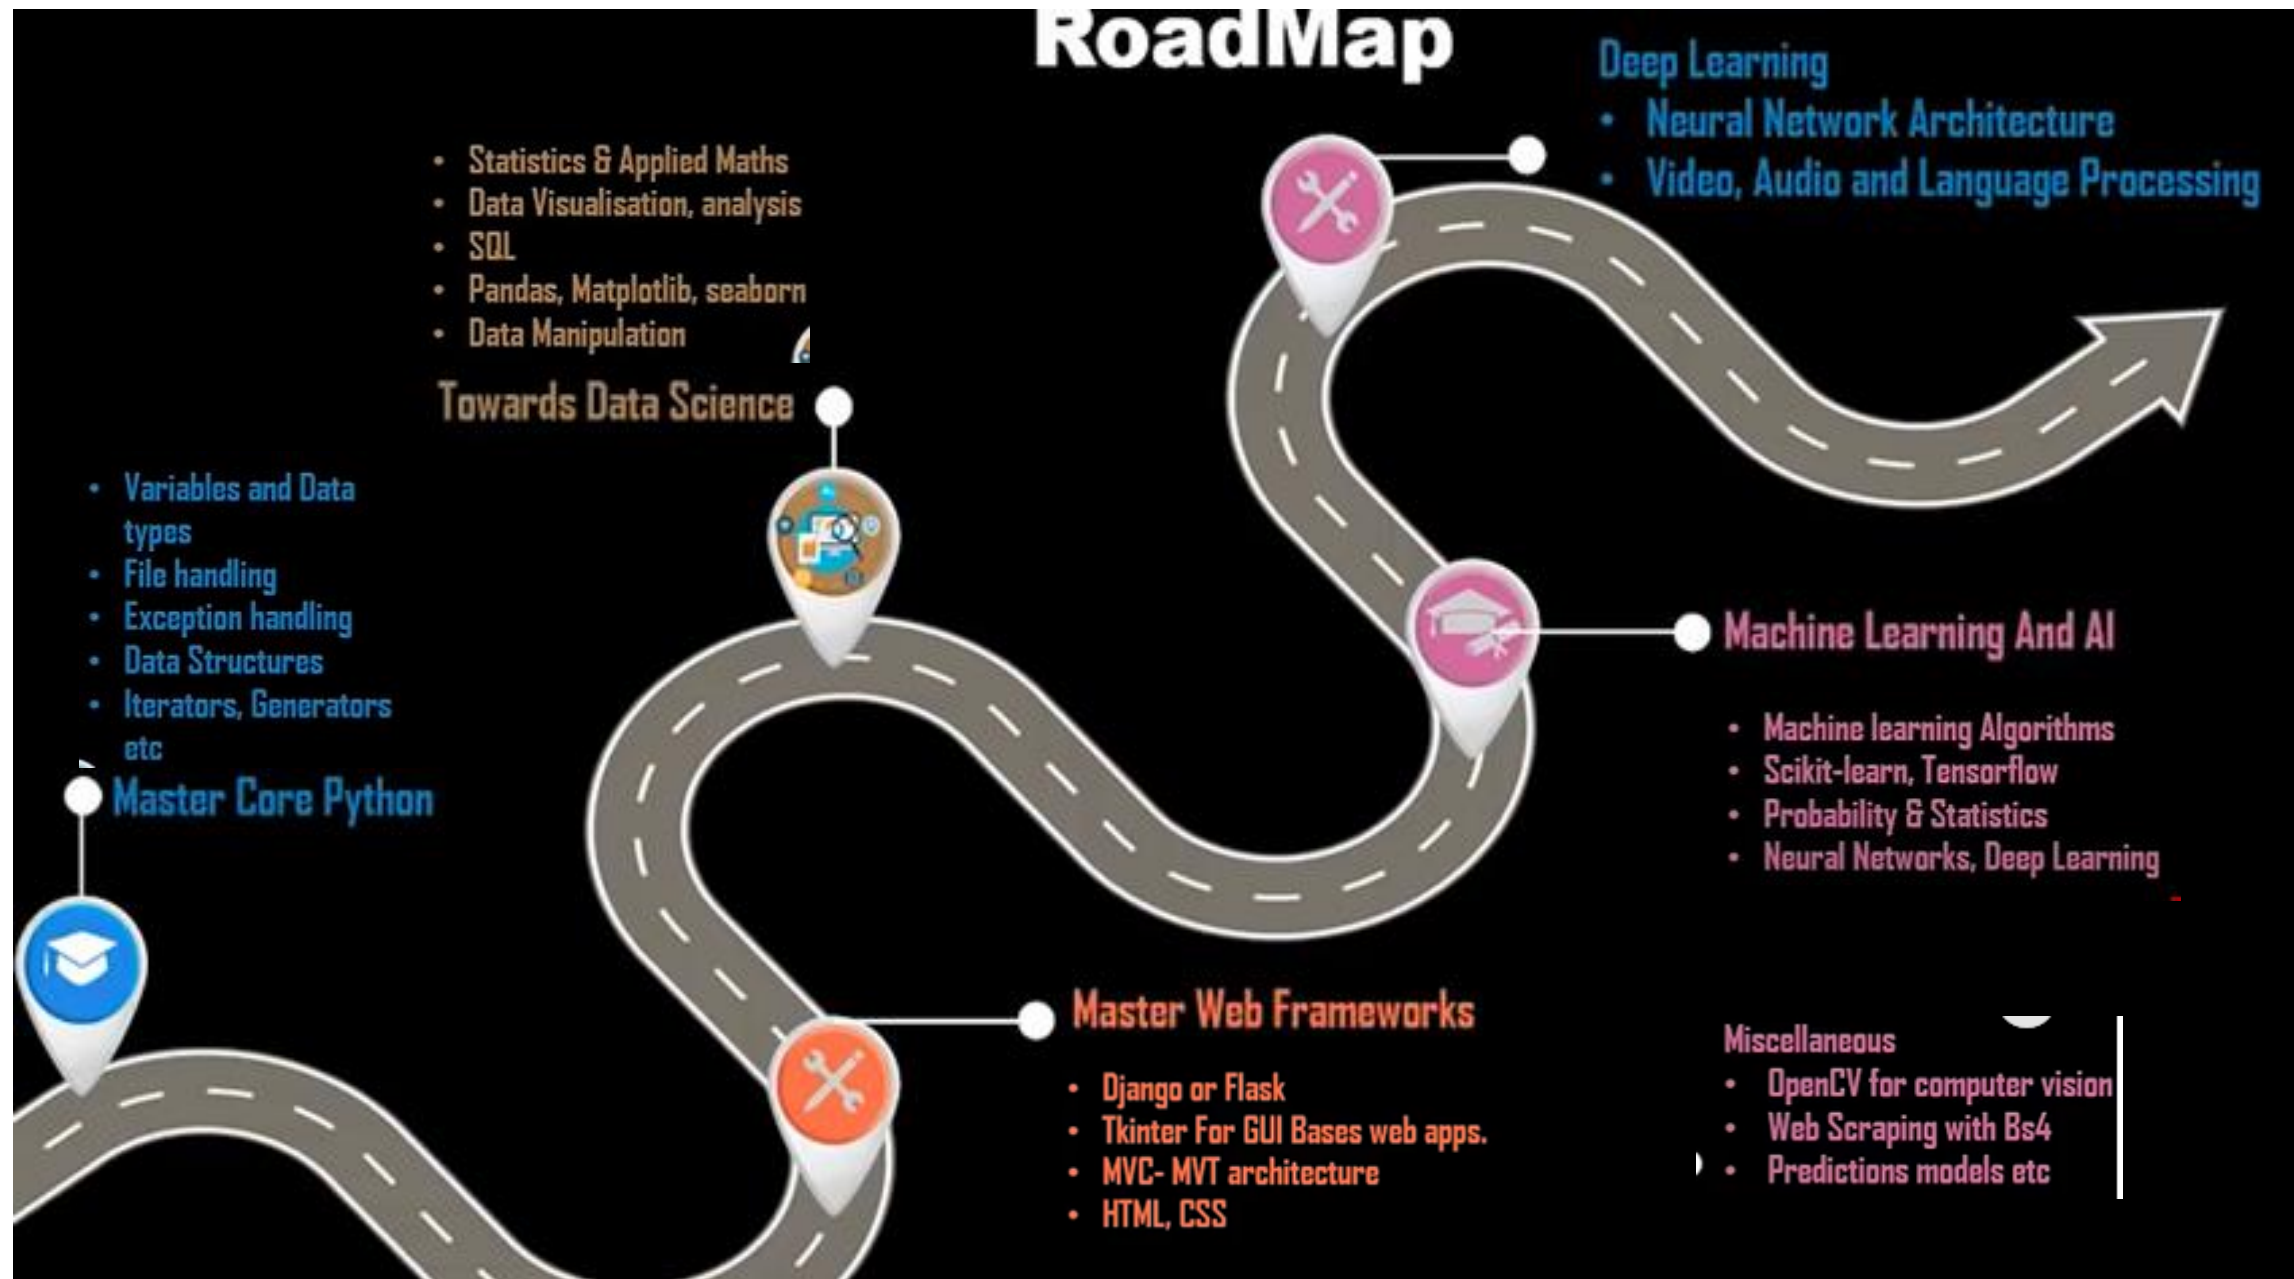 RoadMap
Deep Learning
• Neural Network Architecture
• Video, Audio and Language Processing
• Statistics & Applied Maths
• Data Visualisation, analysis
• SQL
• Pandas, Matplotlib, seaborn
• Data Manipulation
Towards Data Science
• Variables and Data
types
• File handling
• Exception handling
• Data Structures
• Iterators, Generators
etc
Master Core Python
Machine Learning And AI
• Machine learning Algorithms
• Scikit-learn, Tensorflow
• Probability & Statistics
• Neural Networks, Deep Learning
Master Web Frameworks
• Django or Flask
• Tkinter For GUI Bases web apps.
• MVC- MVT architecture
• HTML, CSS
Miscellaneous
• OpenCV for computer vision
• Web Scraping with Bs4
• Predictions models etc